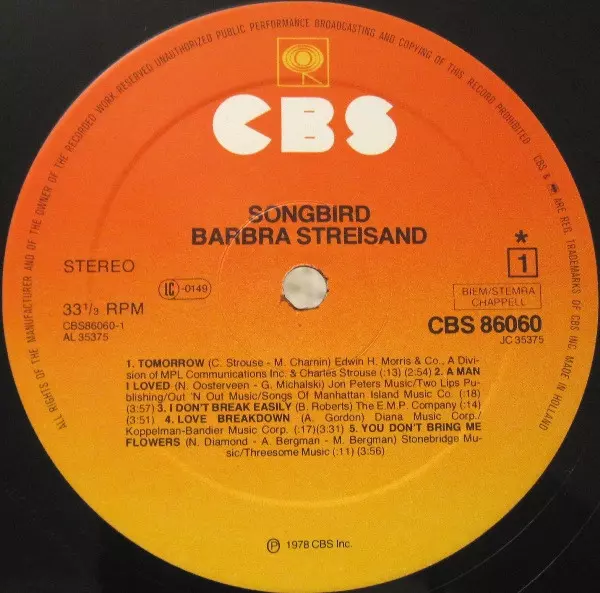 ALL RIGHTS OF THE MANUFACTURER AND OF THE OWNER OF THE RECORDED WORK RESERVED·UNAUTHORIZED PUBLIC PERFORMANCE BROADCASTING AND COPYING OF THIS RECORD PROHIBITED
'CBS' & ARE REG. TRADEMARKS OF CBS INC. MADE IN HOLLAND
CBS
SONGBIRD
BARBRA STREISAND
STEREO
LC -0149
*
1
33 1/3 RPM
BIEM/STEMRA
CHAPPELL
CBS86060-1
AL 35375
CBS 86060
JC 35375
1. TOMORROW (C. Strouse - M. Charnin) Edwin H. Morris & Co., A Divi-
sion of MPL Communications Inc. & Charles Strouse (:13) (2:54) 2. A MAN
I LOVED (N. Oosterveen - G. Michalski) Jon Peters Music/Two Lips Pu-
blishing/Out 'N Out Music/Songs Of Manhattan Island Music Co. (:18)
(3:57) 3. I DON'T BREAK EASILY (B. Roberts) The E.M.P. Company (:14)
(3:51) 4. LOVE BREAKDOWN (A. Gordon) Diana Music Corp./
Koppelman-Bandier Music Corp. (:17)(3:31) 5. YOU DON'T BRING ME
FLOWERS (N. Diamond - A. Bergman - M. Bergman) Stonebridge Mu-
sic/Threesome Music (:11) (3:56)
℗ 1978 CBS Inc.